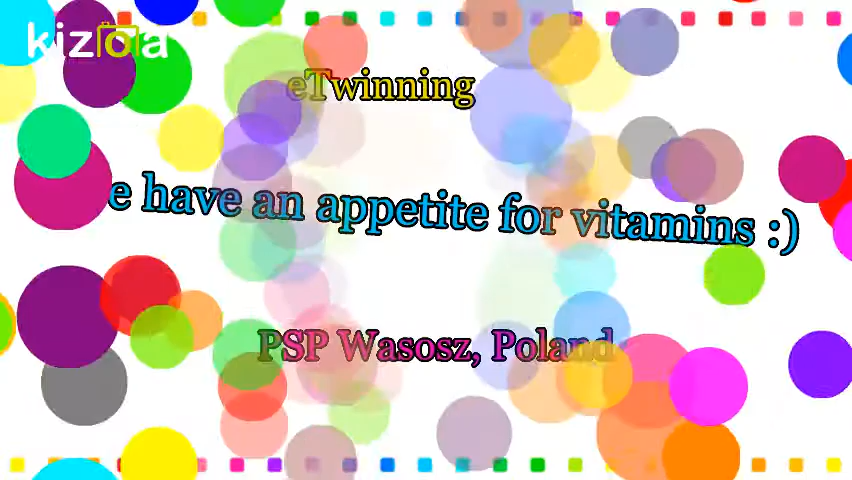 kizoa
eTwinning
e have an appetite for vitamins :)
PSP Wasosz, Poland